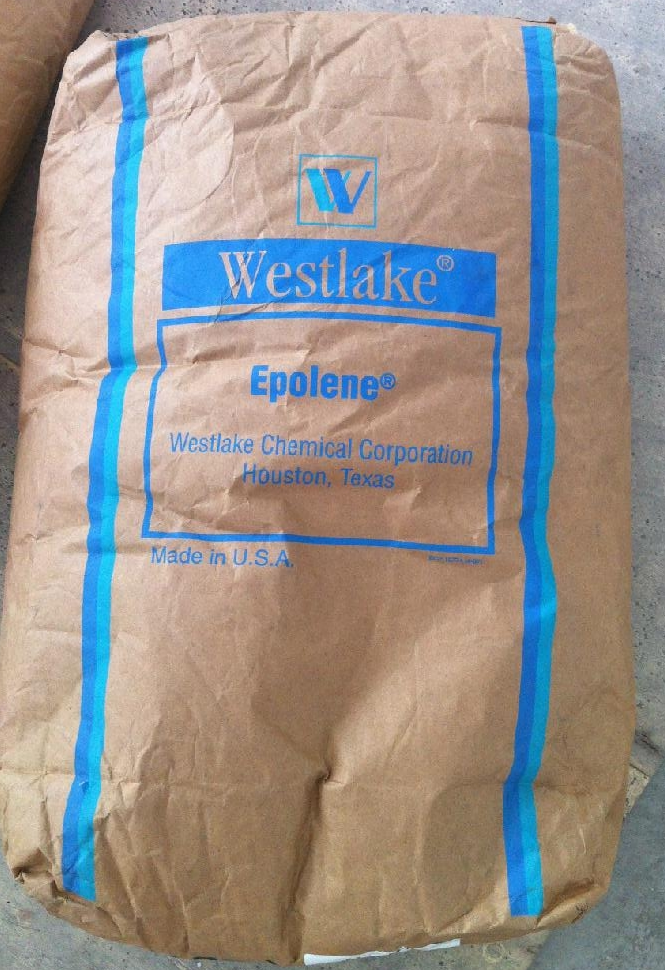 W
Westlake®
Epolene®
Westlake Chemical Corporation
Houston, Texas
Made in U.S.A.